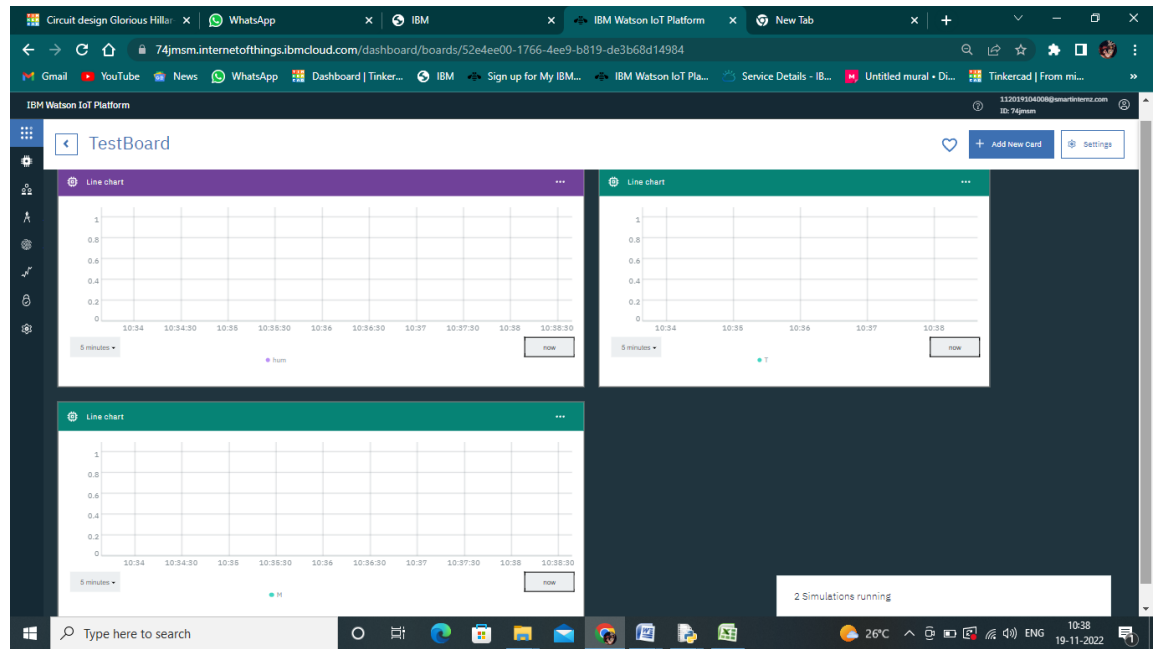 Circuit design Glorious Hillar
WhatsApp
IBM
IBM Watson IoT Platform
New Tab
74jmsm.internetofthings.ibmcloud.com/dashboard/boards/52e4ee00-1766-4ee9-b819-de3b68d14984
Gmail YouTube News WhatsApp Dashboard | Tinker... IBM Sign up for My IBM... IBM Watson IoT Pla... Service Details - IB... Untitled mural • Di... Tinkercad | From mi... »
IBM Watson IoT Platform
112019104008@smartinternz.com
ID: 74jmsm
TestBoard
+ Add New Card
Settings
Line chart
1
0.8
0.6
0.4
0.2
0
10:34 10:34:30 10:35 10:35:30 10:36 10:36:30 10:37 10:37:30 10:38 10:38:30
5 minutes
now
hum
Line chart
1
0.8
0.6
0.4
0.2
0
10:34 10:35 10:36 10:37 10:38
5 minutes
now
T
Line chart
1
0.8
0.6
0.4
0.2
0
10:34 10:34:30 10:35 10:35:30 10:36 10:36:30 10:37 10:37:30 10:38 10:38:30
5 minutes
now
M
2 Simulations running
Type here to search
26°C
ENG
10:38
19-11-2022
1